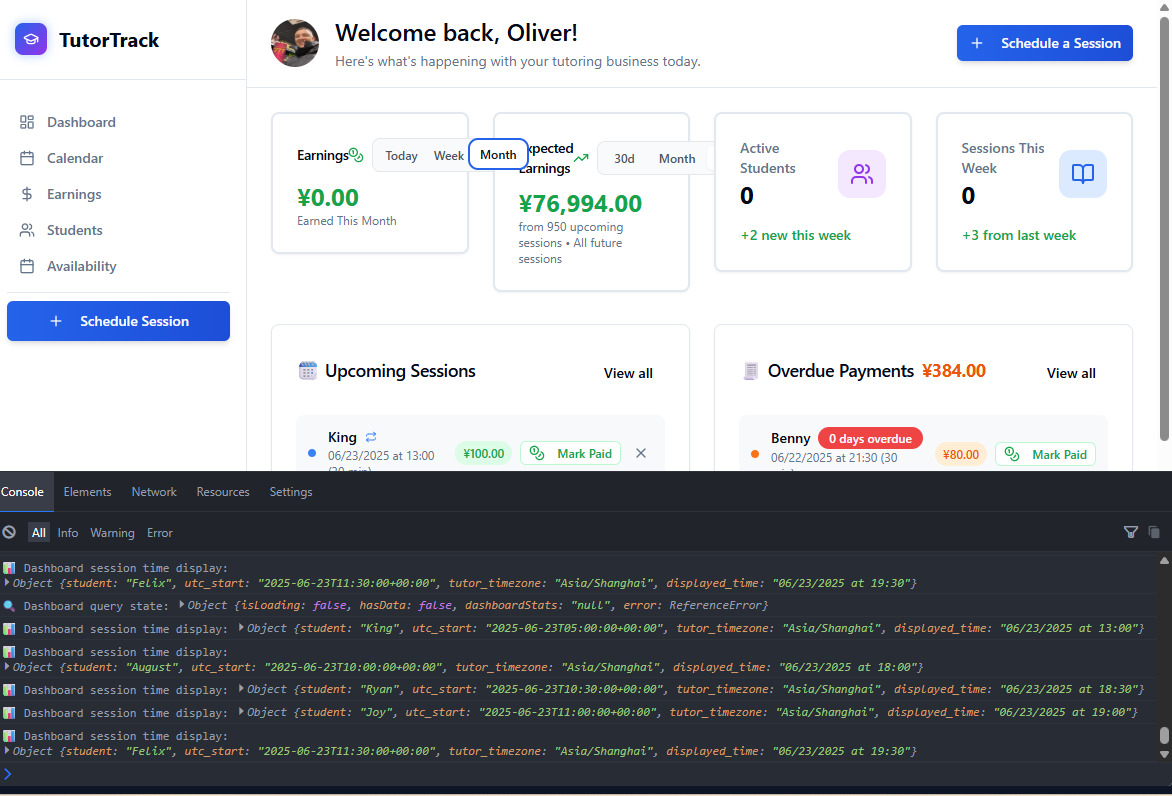 TutorTrack
Welcome back, Oliver!
Here's what's happening with your tutoring business today.
Schedule a Session
Dashboard
Calendar
Earnings
Students
Availability
Schedule Session
Earnings
Today Week Month
¥0.00
Earned This Month
xpected
Earnings
30d Month
¥76,994.00
from 950 upcoming
sessions • All future
sessions
Active
Students
0
+2 new this week
Sessions This
Week
0
+3 from last week
Upcoming Sessions
View all
King
06/23/2025 at 13:00
(30 min)
¥100.00
Mark Paid
Overdue Payments ¥384.00
View all
Benny 0 days overdue
06/22/2025 at 21:30 (30
¥80.00
Mark Paid
Console Elements Network Resources Settings
All Info Warning Error
Dashboard session time display:
Object {student: "Felix", utc_start: "2025-06-23T11:30:00+00:00", tutor_timezone: "Asia/Shanghai", displayed_time: "06/23/2025 at 19:30"}
Dashboard query state: Object {isLoading: false, hasData: false, dashboardStats: "null", error: ReferenceError}
Dashboard session time display: Object {student: "King", utc_start: "2025-06-23T05:00:00+00:00", tutor_timezone: "Asia/Shanghai", displayed_time: "06/23/2025 at 13:00"}
Dashboard session time display:
Object {student: "August", utc_start: "2025-06-23T10:00:00+00:00", tutor_timezone: "Asia/Shanghai", displayed_time: "06/23/2025 at 18:00"}
Dashboard session time display: Object {student: "Ryan", utc_start: "2025-06-23T10:30:00+00:00", tutor_timezone: "Asia/Shanghai", displayed_time: "06/23/2025 at 18:30"}
Dashboard session time display: Object {student: "Joy", utc_start: "2025-06-23T11:00:00+00:00", tutor_timezone: "Asia/Shanghai", displayed_time: "06/23/2025 at 19:00"}
Dashboard session time display:
Object {student: "Felix", utc_start: "2025-06-23T11:30:00+00:00", tutor_timezone: "Asia/Shanghai", displayed_time: "06/23/2025 at 19:30"}